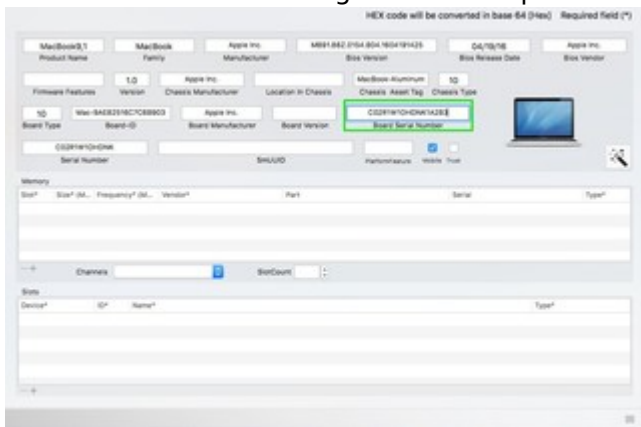 HEX code will be converted in base 64 (Hex) Required field (*)
MacBook9,1 MacBook Apple Inc. 04/19/16 Apple Inc.
Product Name Family Manufacturer Bios Version Bios Release Date Bios Vendor
1.0 Apple Inc. MacBook-Aluminum 10
Firmware Features Version Chassis Manufacturer Location In Chassis Chassis Asset Tag Chassis Type
10 Apple Inc.
Board Type Board-ID Board Manufacturer Board Version Board Serial Number
Serial Number SmUUID PlatformFeature Mobile Trust
Memory
Slot* Size* (M... Frequency* (M... Vendor* Part Serial Type*
Channels SlotCount
Slots
Device* ID* Name* Type*